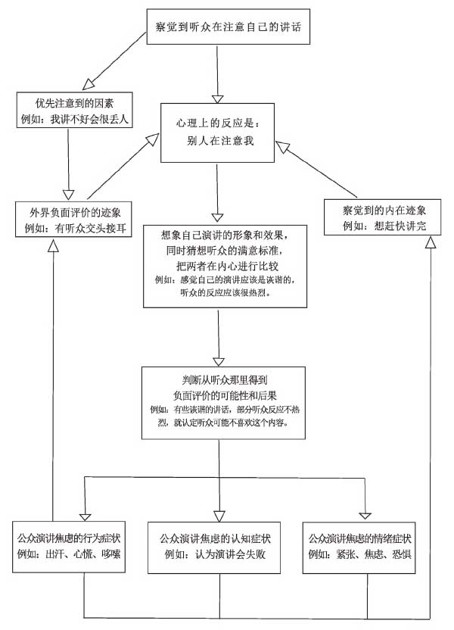 察觉到听众在注意自己的讲话
优先注意到的因素
例如：我讲不好会很丢人
心理上的反应是：
别人在注意我
外界负面评价的迹象
例如：有听众交头接耳
察觉到的内在迹象
例如：想赶快讲完
想象自己演讲的形象和效果，
同时猜想听众的满意标准，
把两者在内心进行比较
例如：感觉自己的演讲应该是诙谐的，
听众的反应应该很热烈。
判断从听众那里得到
负面评价的可能性和后果
例如：有些诙谐的讲话，部分听众反应不热
烈，就认定听众可能不喜欢这个内容。
公众演讲焦虑的行为症状
例如：出汗、心慌、哆嗦
公众演讲焦虑的认知症状
例如：认为演讲会失败
公众演讲焦虑的情绪症状
例如：紧张、焦虑、恐惧